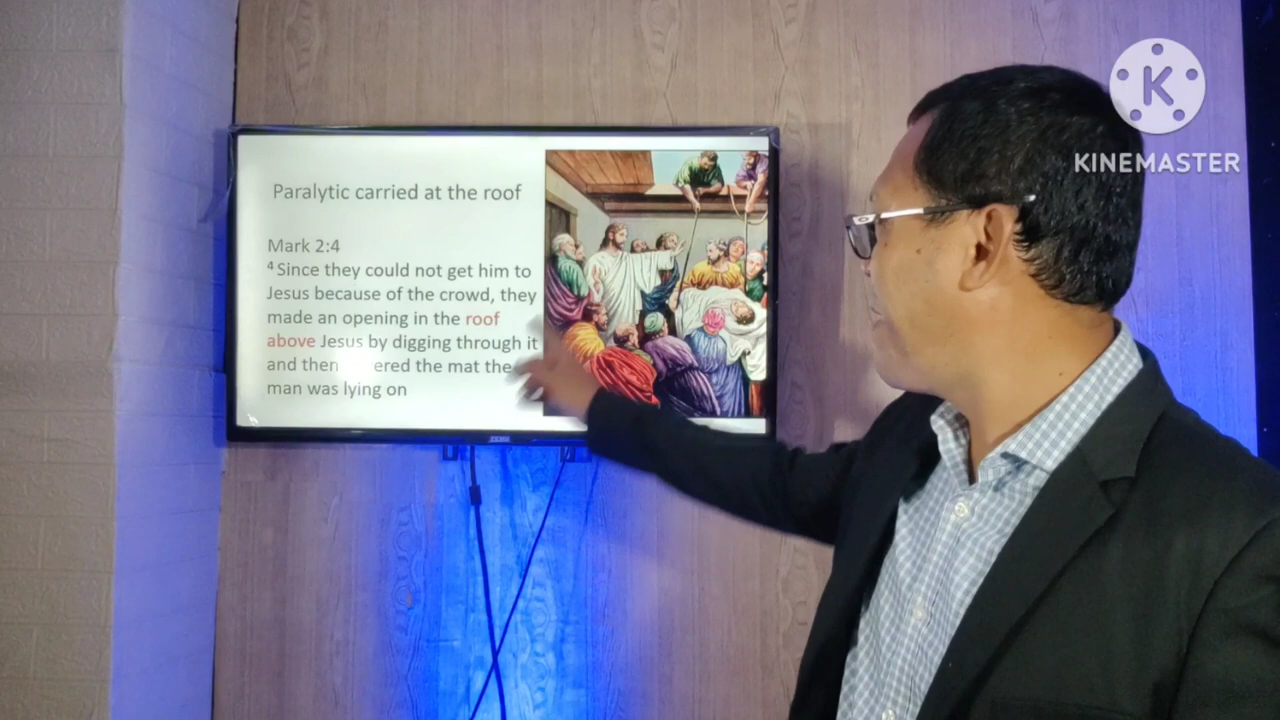 Paralytic carried at the roof
Mark 2:4
4 Since they could not get him to
Jesus because of the crowd, they
made an opening in the roof
above Jesus by digging through it
and then ered the mat the
man was lying on
K
KINEMASTER